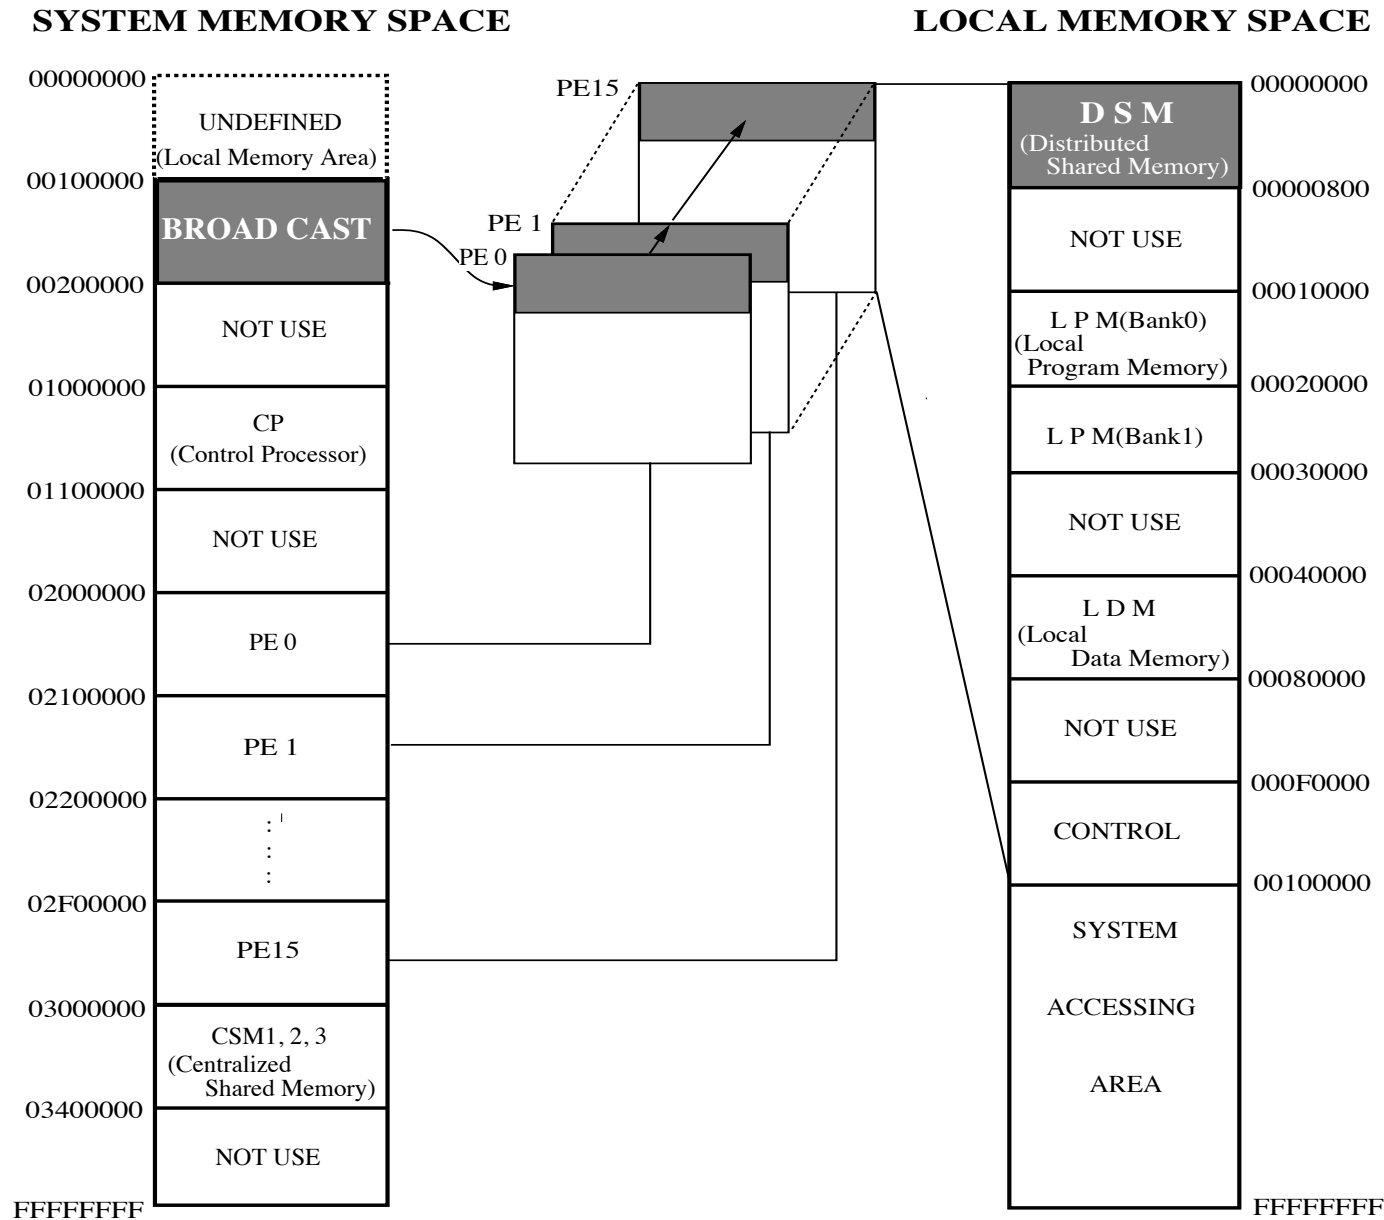 SYSTEM MEMORY SPACE
00000000
UNDEFINED
(Local Memory Area)
00100000
BROAD CAST
00200000
NOT USE
01000000
CP
(Control Processor)
01100000
NOT USE
02000000
PE 0
02100000
PE 1
02200000
02F00000
PE15
03000000
CSM1, 2, 3
(Centralized
Shared Memory)
03400000
NOT USE
FFFFFFFF
PE15
PE 1
PE 0
LOCAL MEMORY SPACE
00000000
D S M
(Distributed
Shared Memory)
00000800
NOT USE
00010000
L P M(Bank0)
(Local
Program Memory)
00020000
L P M(Bank1)
00030000
NOT USE
00040000
L D M
(Local
Data Memory)
00080000
NOT USE
000F0000
CONTROL
00100000
SYSTEM
ACCESSING
AREA
FFFFFFFF